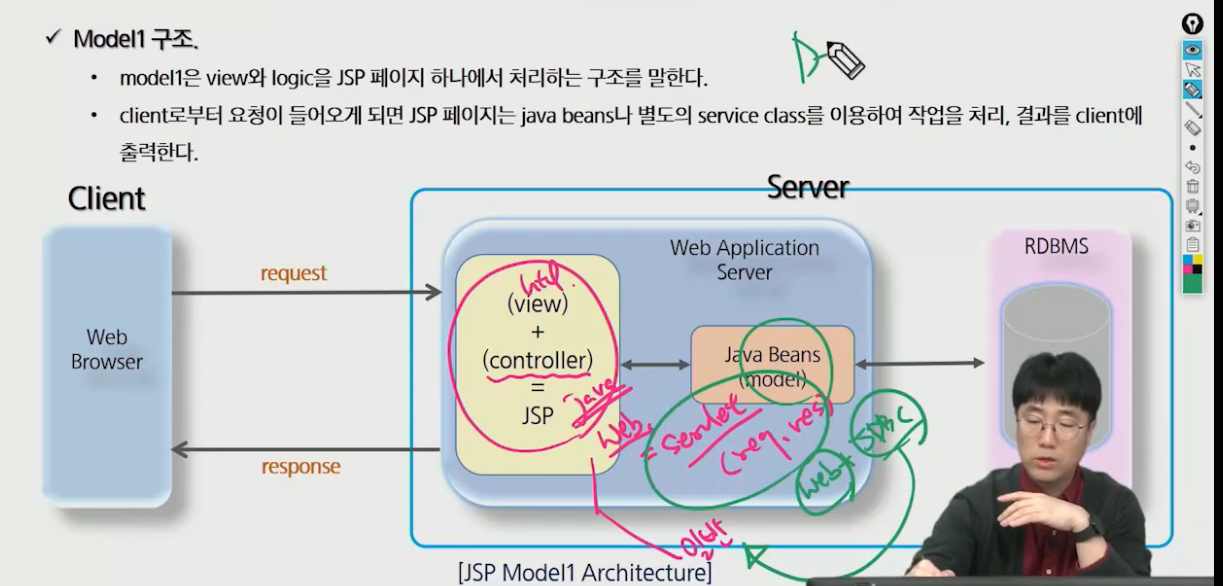 ✓ Model1 구조.
• model1은 view와 logic을 JSP 페이지 하나에서 처리하는 구조를 말한다.
• client로부터 요청이 들어오게 되면 JSP 페이지는 java beans나 별도의 service class를 이용하여 작업을 처리, 결과를 client에
출력한다.
Client
Server
Web Application
Server
RDBMS
request
html.
(view)
+
(controller)
=
JSP
java
Web
Browser
Java Beans
(model)
Web
= Servlet
(req, res)
Web +
response
일반
[JSP Model1 Architecture]